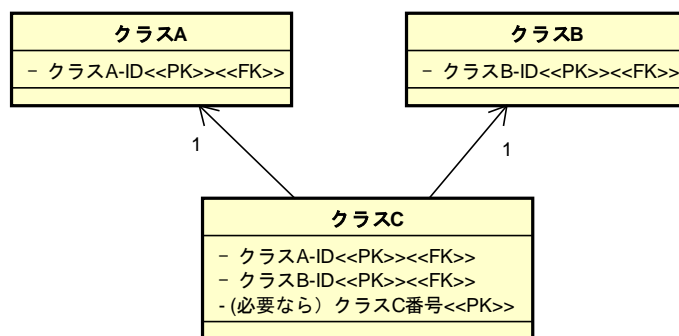 クラスA
クラスB
− クラスA-ID<<PK>><<FK>>
− クラスB-ID<<PK>><<FK>>
1
1
クラスC
− クラスA-ID<<PK>><<FK>>
− クラスB-ID<<PK>><<FK>>
- (必要なら）クラスC番号<<PK>>